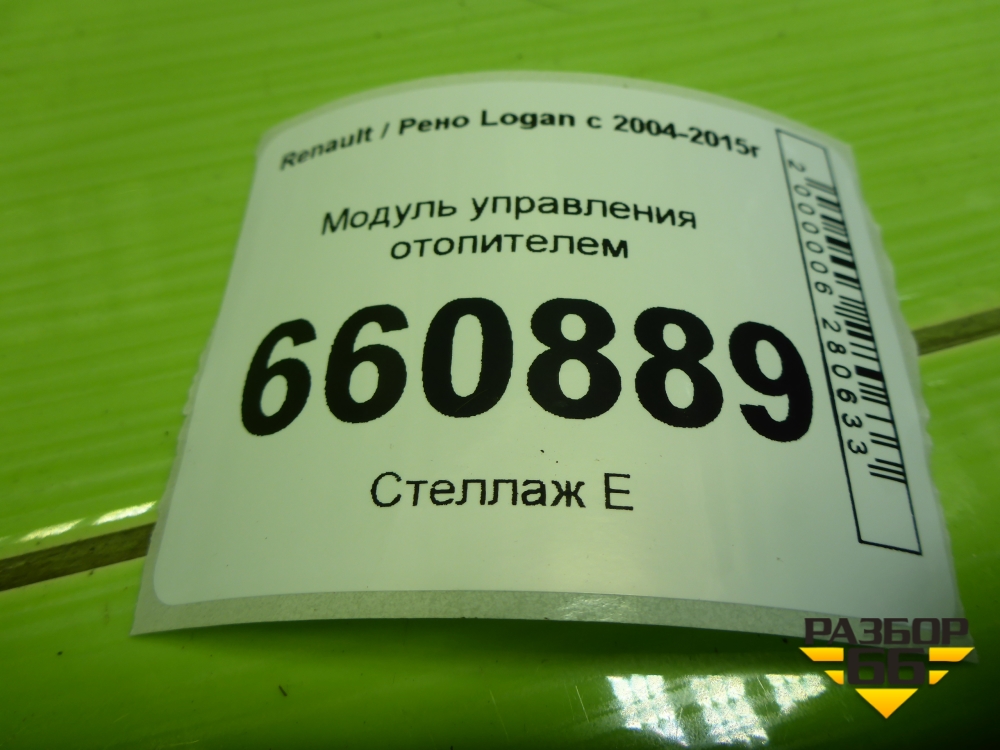 Renault / Рено Logan с 2004-2015г
Модуль управления
отопителем
660889
Стеллаж Е
2000006280633
РАЗБОР
66